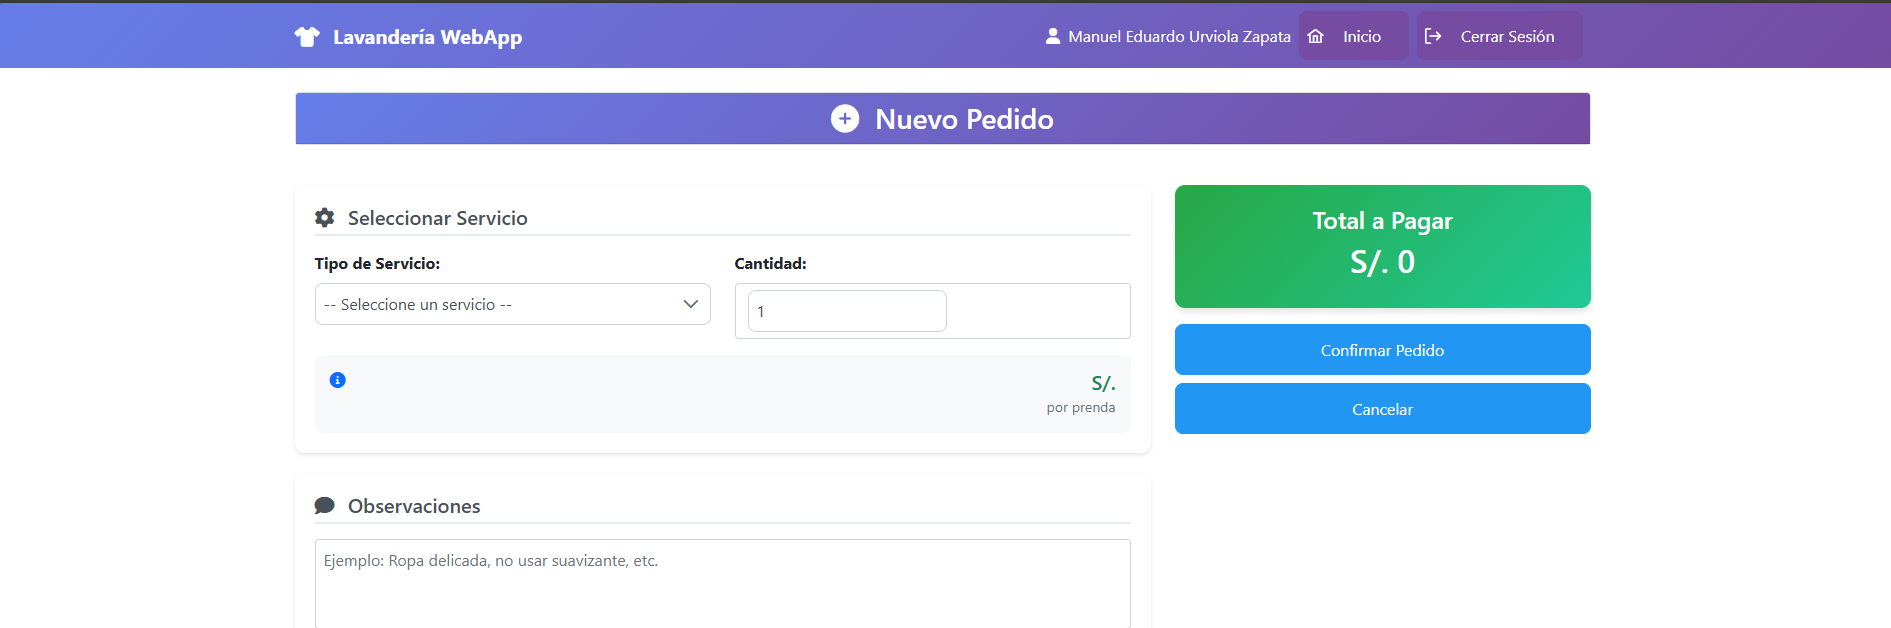 Lavandería WebApp
Manuel Eduardo Urviola Zapata
Inicio
Cerrar Sesión
Nuevo Pedido
Seleccionar Servicio
Tipo de Servicio:
-- Seleccione un servicio --
Cantidad:
1
S/.
por prenda
Total a Pagar
S/. 0
Confirmar Pedido
Cancelar
Observaciones
Ejemplo: Ropa delicada, no usar suavizante, etc.